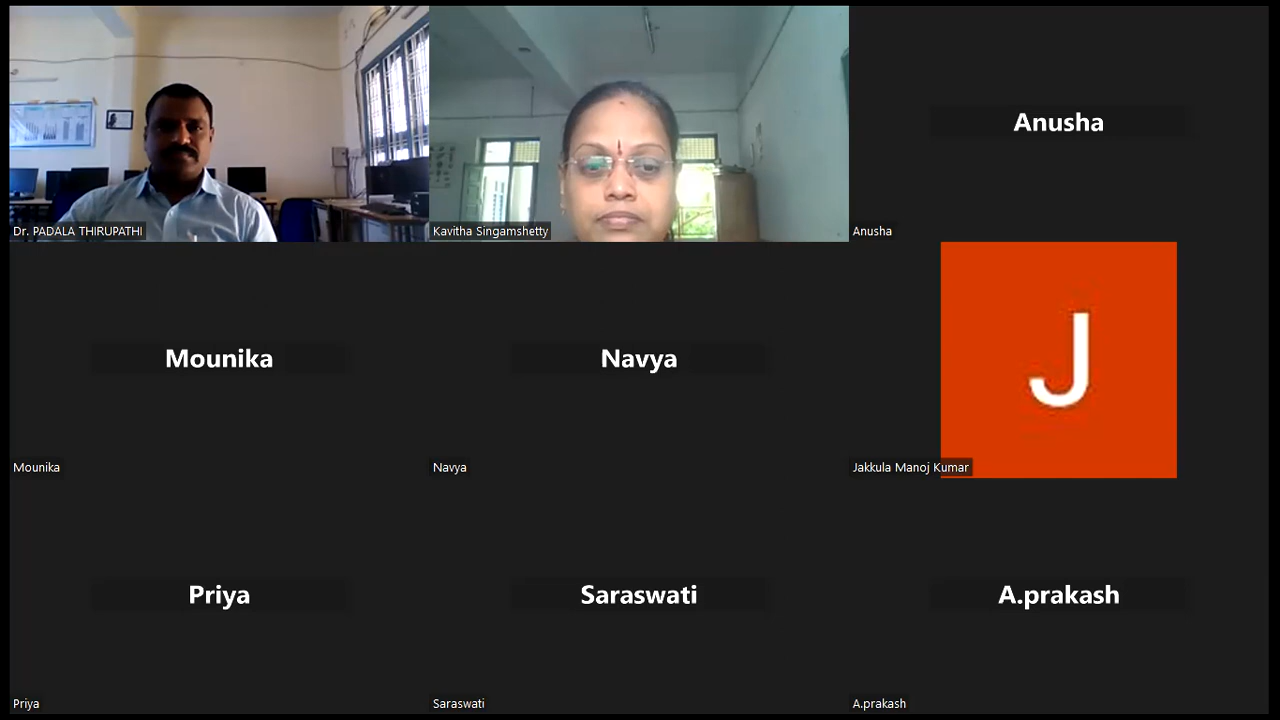 Dr. PADALA THIRUPATHI
Kavitha Singamshetty
Anusha
Anusha
Mounika
Navya
J
Mounika
Navya
Jakkula Manoj Kumar
Priya
Saraswati
A.prakash
Priya
Saraswati
A.prakash